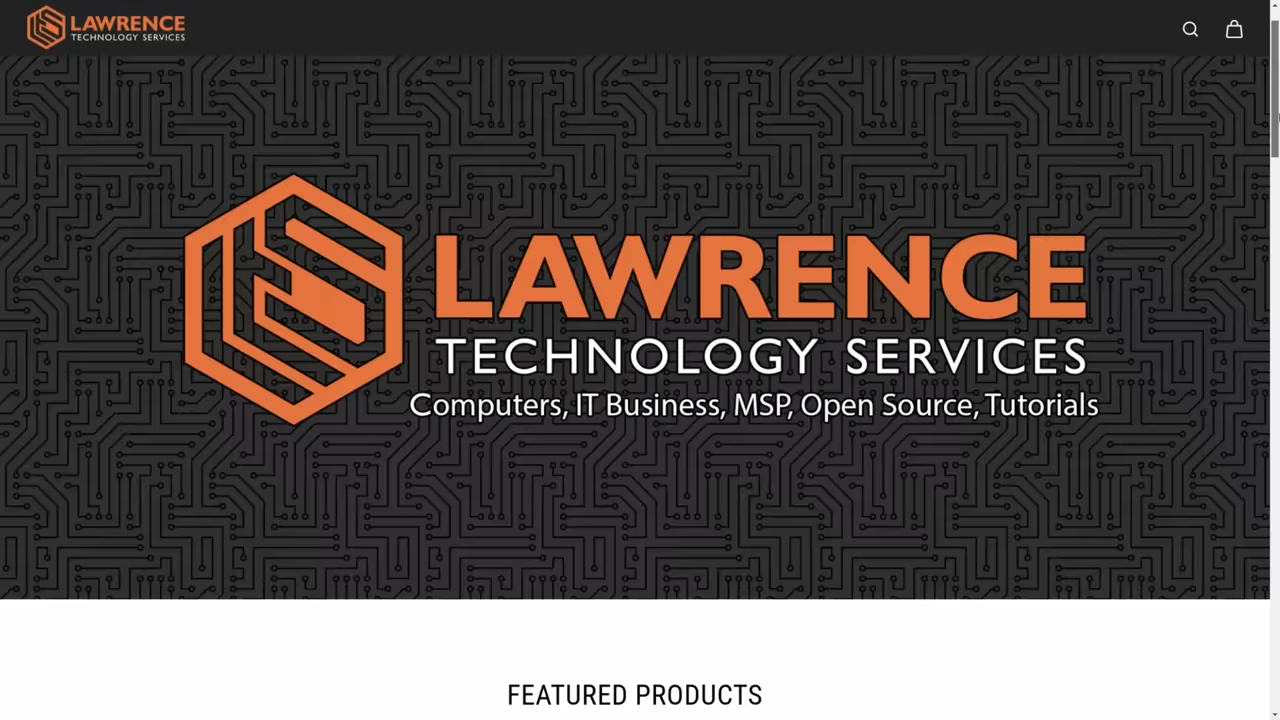 LAWRENCE
TECHNOLOGY SERVICES
LAWRENCE
TECHNOLOGY SERVICES
Computers, IT Business, MSP, Open Source, Tutorials
FEATURED PRODUCTS